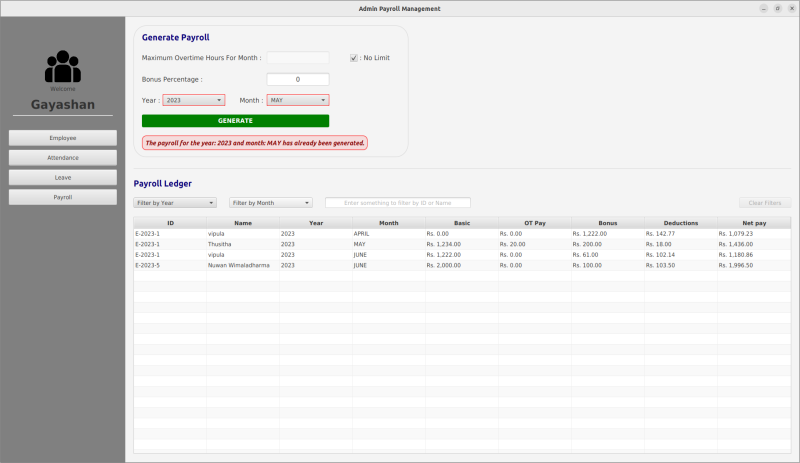 Admin Payroll Management
Welcome
Gayashan
Employee
Attendance
Leave
Payroll
Generate Payroll
Maximum Overtime Hours For Month :
: No Limit
Bonus Percentage : 0
Year : 2023 Month : MAY
GENERATE
The payroll for the year: 2023 and month: MAY has already been generated.
Payroll Ledger
Filter by Year Filter by Month Enter something to filter by ID or Name Clear Filters
ID Name Year Month Basic OT Pay Bonus Deductions Net pay
E-2023-1 vipula 2023 APRIL Rs. 0.00 Rs. 0.00 Rs. 1,222.00 Rs. 142.77 Rs. 1,079.23
E-2023-1 Thusitha 2023 MAY Rs. 1,234.00 Rs. 20.00 Rs. 200.00 Rs. 18.00 Rs. 1,436.00
E-2023-1 vipula 2023 JUNE Rs. 1,222.00 Rs. 0.00 Rs. 61.00 Rs. 102.14 Rs. 1,180.86
E-2023-5 Nuwan Wimaladharma 2023 JUNE Rs. 2,000.00 Rs. 0.00 Rs. 100.00 Rs. 103.50 Rs. 1,996.50